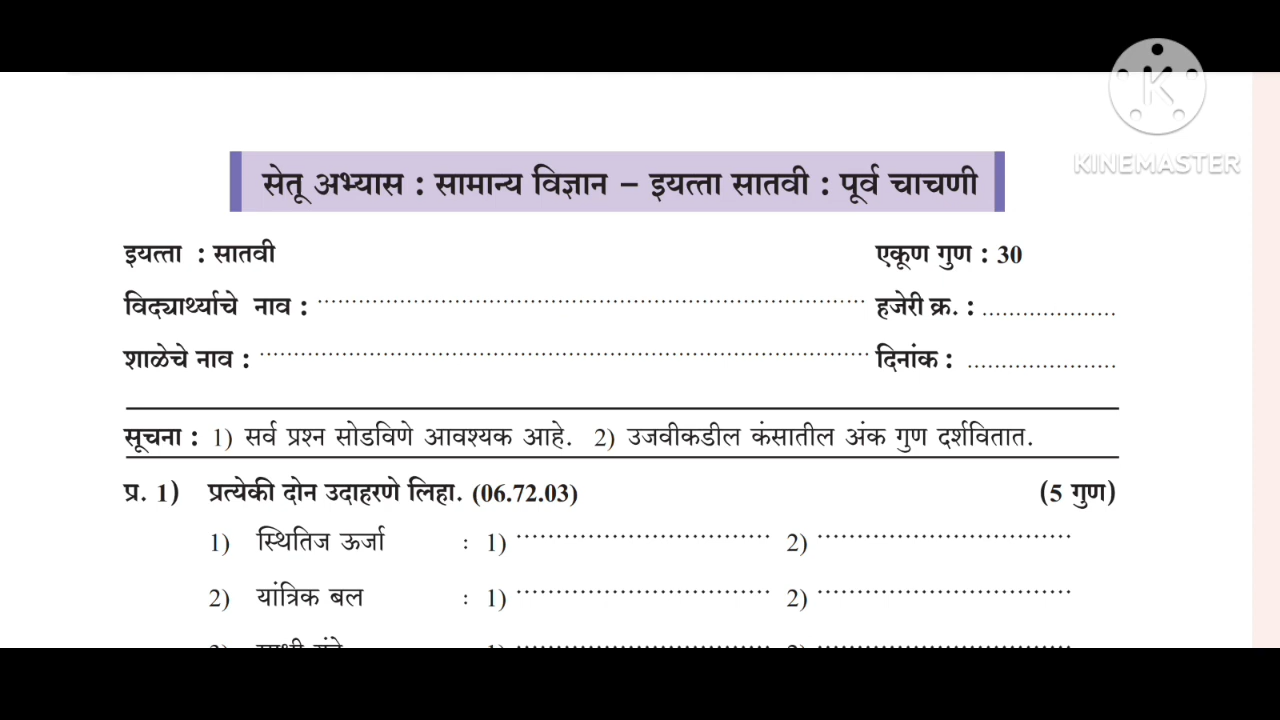 KINEMASTER
सेतू अभ्यास : सामान्य विज्ञान – इयत्ता सातवी : पूर्व चाचणी
इयत्ता : सातवी एकूण गुण : 30
विद्यार्थ्याचे नाव : ........................................ हजेरी क्र. : ....................
शाळेचे नाव : ........................................ दिनांक : ......................
सूचना : 1) सर्व प्रश्न सोडविणे आवश्यक आहे. 2) उजवीकडील कंसातील अंक गुण दर्शवितात.
प्र. 1) प्रत्येकी दोन उदाहरणे लिहा. (06.72.03) (5 गुण)
1) स्थितिज ऊर्जा : 1) .............................. 2) ..............................
2) यांत्रिक बल : 1) .............................. 2) ..............................